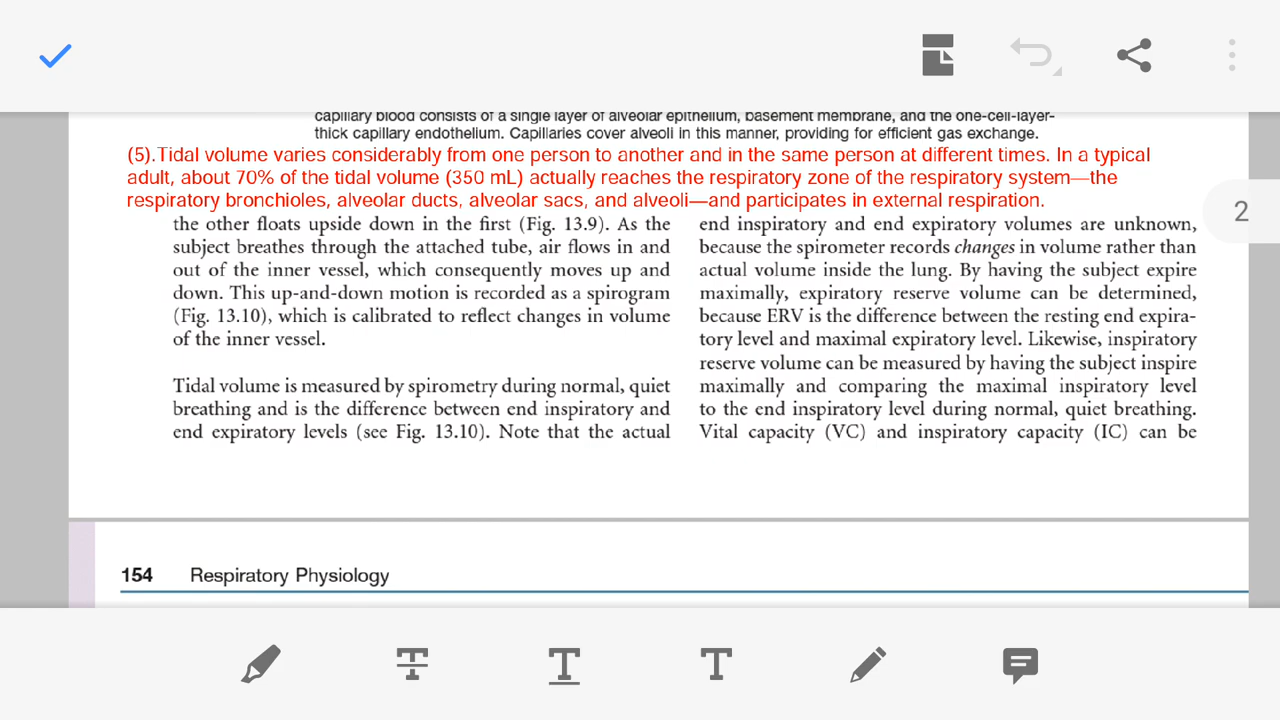 capillary blood consists of a single layer of alveolar epithelium, basement membrane, and the one-cell-layer-
thick capillary endothelium. Capillaries cover alveoli in this manner, providing for efficient gas exchange.
(5).Tidal volume varies considerably from one person to another and in the same person at different times. In a typical
adult, about 70% of the tidal volume (350 mL) actually reaches the respiratory zone of the respiratory system—the
respiratory bronchioles, alveolar ducts, alveolar sacs, and alveoli—and participates in external respiration.
2
the other floats upside down in the first (Fig. 13.9). As the
subject breathes through the attached tube, air flows in and
out of the inner vessel, which consequently moves up and
down. This up-and-down motion is recorded as a spirogram
(Fig. 13.10), which is calibrated to reflect changes in volume
of the inner vessel.
Tidal volume is measured by spirometry during normal, quiet
breathing and is the difference between end inspiratory and
end expiratory levels (see Fig. 13.10). Note that the actual
end inspiratory and end expiratory volumes are unknown,
because the spirometer records changes in volume rather than
actual volume inside the lung. By having the subject expire
maximally, expiratory reserve volume can be determined,
because ERV is the difference between the resting end expira-
tory level and maximal expiratory level. Likewise, inspiratory
reserve volume can be measured by having the subject inspire
maximally and comparing the maximal inspiratory level
to the end inspiratory level during normal, quiet breathing.
Vital capacity (VC) and inspiratory capacity (IC) can be
154 Respiratory Physiology